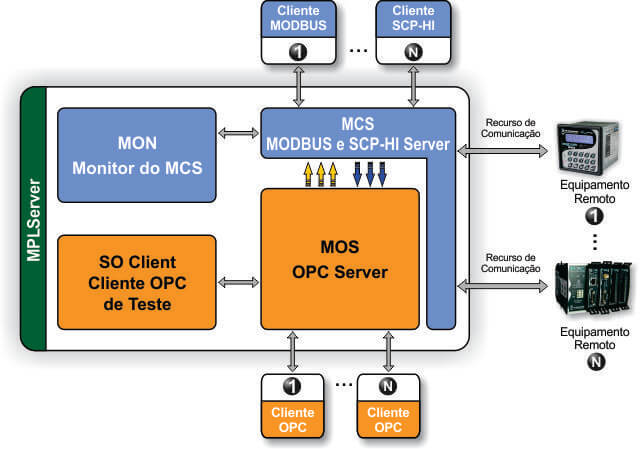 Cliente
MODBUS
1
...
Cliente
SCP-HI
N
MPLServer
MON
Monitor do MCS
MCS
MODBUS e SCP-HI Server
SO Client
Cliente OPC
de Teste
MOS
OPC Server
Recurso de
Comunicação
Equipamento
Remoto
1
...
Recurso de
Comunicação
Equipamento
Remoto
N
1
Cliente
OPC
...
N
Cliente
OPC